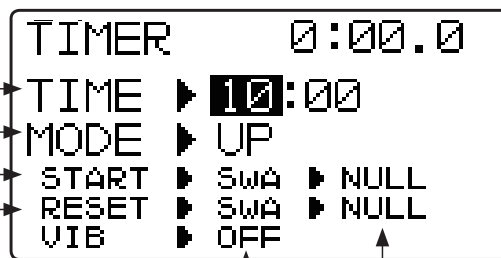 TIMER 0:00.0
TIME ▶ 10:00
MODE ▶ UP
START ▶ SwA ▶ NULL
RESET ▶ SwA ▶ NULL
VIB ▶ OFF